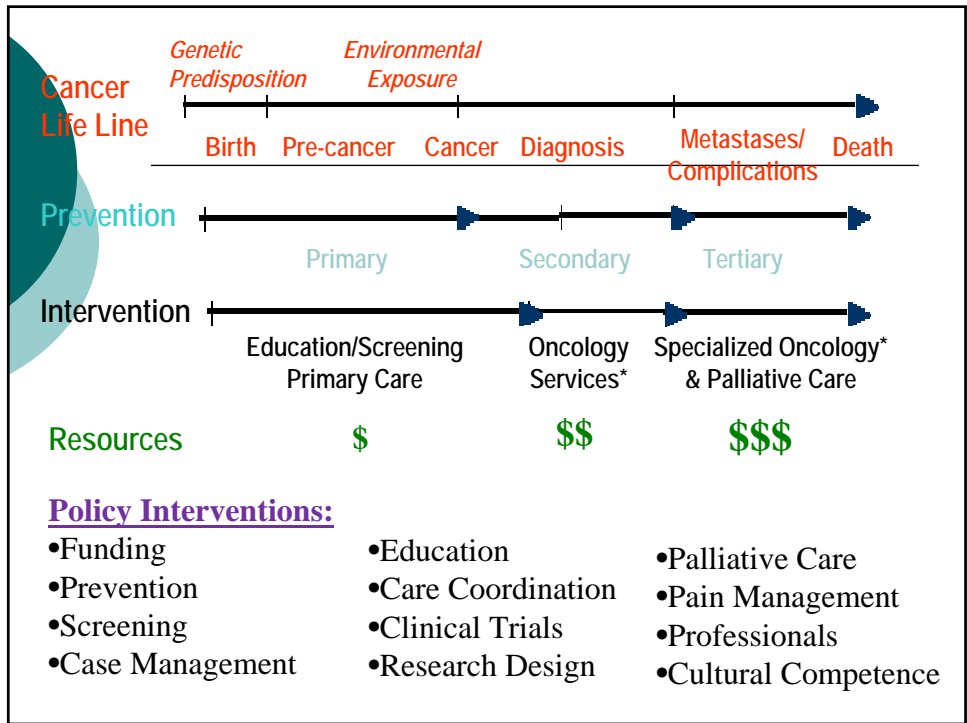 Genetic Predisposition
Environmental Exposure
Cancer Life Line
Birth Pre-cancer Cancer Diagnosis Metastases/ Complications Death
Prevention
Primary Secondary Tertiary
Intervention
Education/Screening Primary Care
Oncology Services*
Specialized Oncology* & Palliative Care
Resources $ $$ $$$
Policy Interventions:
•Funding
•Prevention
•Screening
•Case Management
•Education
•Care Coordination
•Clinical Trials
•Research Design
•Palliative Care
•Pain Management
•Professionals
•Cultural Competence